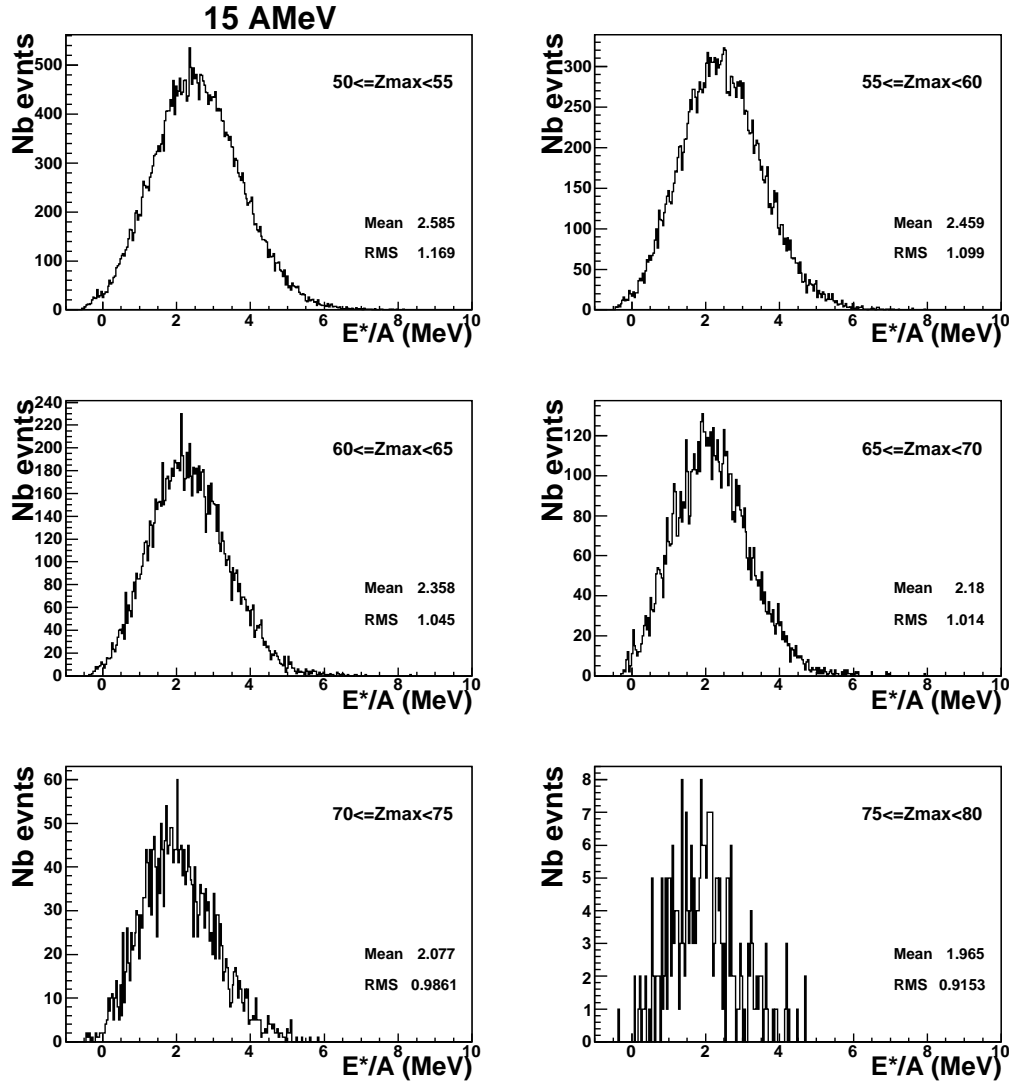 15 AMeV
Nb evnts
500
400
300
200
100
0
50<=Zmax<55
Mean 2.585
RMS 1.169
0 2 4 6 8 10
E*/A (MeV)
Nb evnts
300
250
200
150
100
50
0
55<=Zmax<60
Mean 2.459
RMS 1.099
0 2 4 6 8 10
E*/A (MeV)
Nb evnts
240
220
200
180
160
140
120
100
80
60
40
20
0
60<=Zmax<65
Mean 2.358
RMS 1.045
0 2 4 6 8 10
E*/A (MeV)
Nb evnts
120
100
80
60
40
20
0
65<=Zmax<70
Mean 2.18
RMS 1.014
0 2 4 6 8 10
E*/A (MeV)
Nb evnts
60
50
40
30
20
10
0
70<=Zmax<75
Mean 2.077
RMS 0.9861
0 2 4 6 8 10
E*/A (MeV)
Nb evnts
8
7
6
5
4
3
2
1
0
75<=Zmax<80
Mean 1.965
RMS 0.9153
0 2 4 6 8 10
E*/A (MeV)